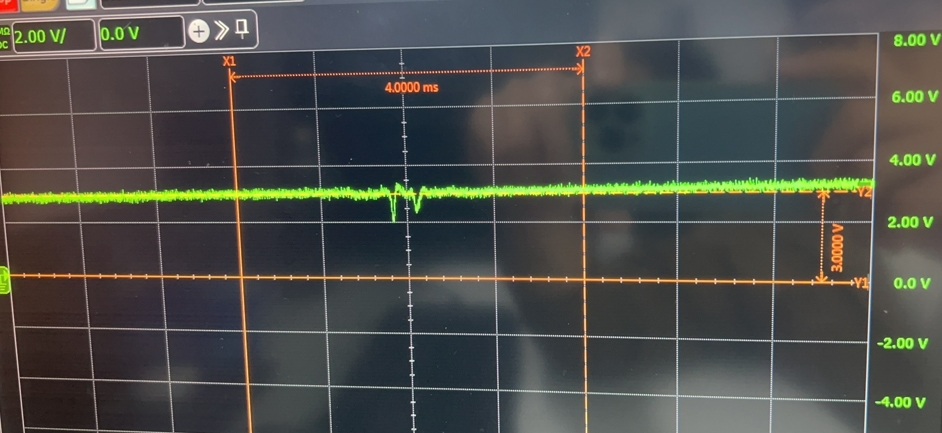 2.00 V/ 0.0 V
DC
8.00 V
X1 X2
4.0000 ms
6.00 V
4.00 V
Y2
2.00 V
3.0000 V
Y1
0.0 V
-2.00 V
-4.00 V